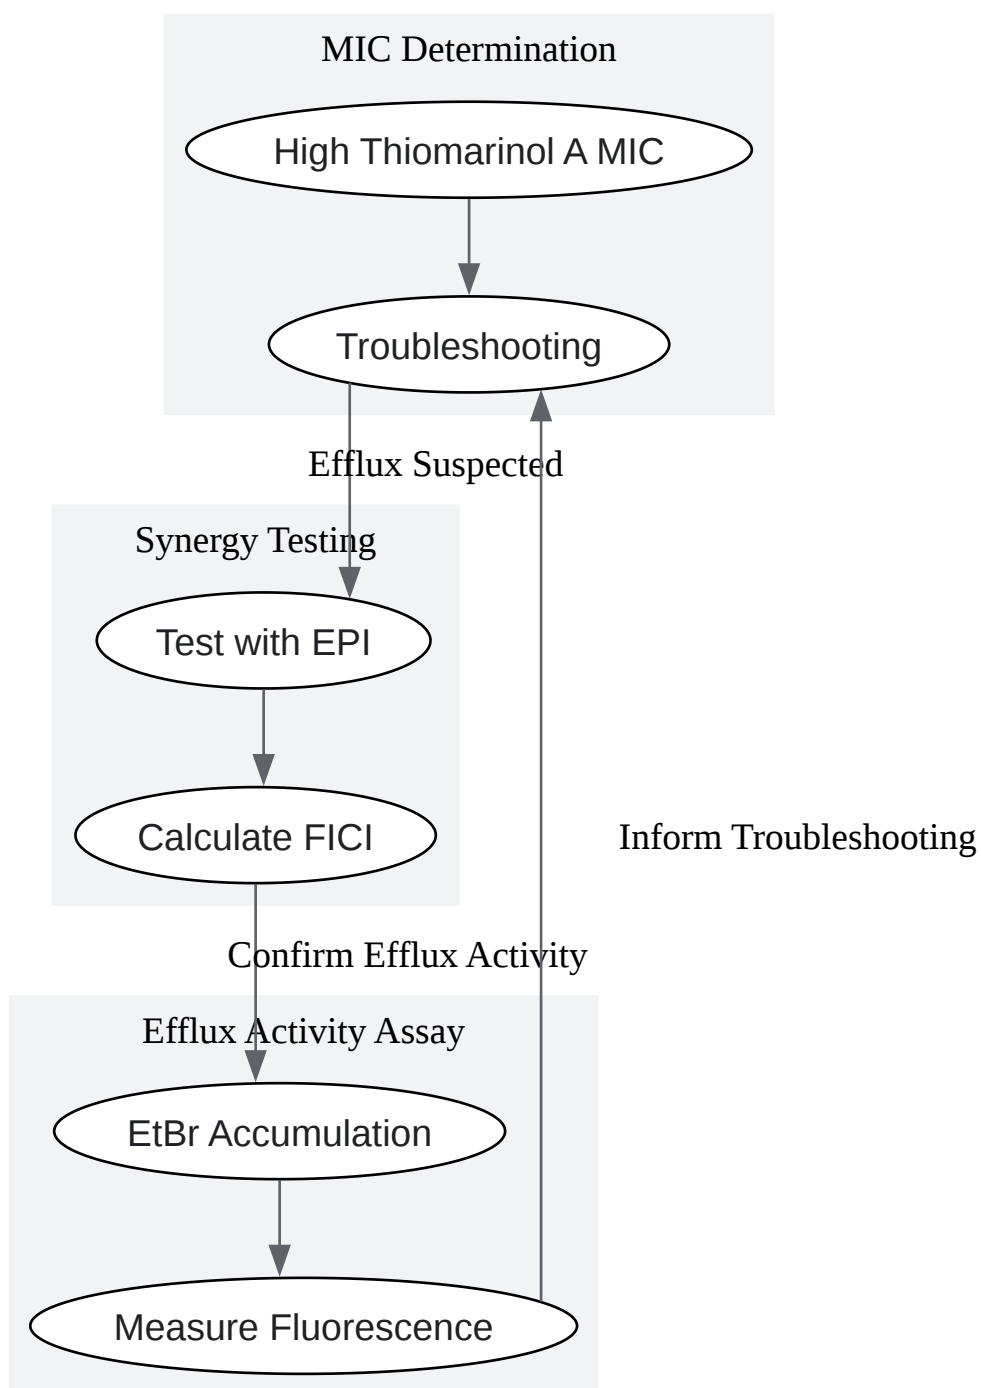 MIC Determination
High Thiomarinol A MIC
Troubleshooting
Efflux Suspected
Synergy Testing
Test with EPI
Calculate FICI
Inform Troubleshooting
Confirm Efflux Activity
Efflux Activity Assay
EtBr Accumulation
Measure Fluorescence